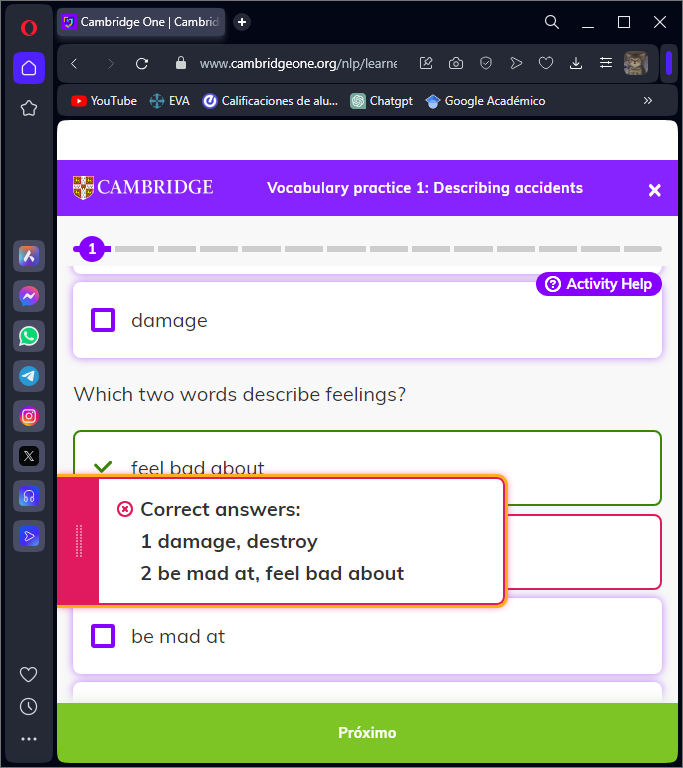 Cambridge One | Cambrid
www.cambridgeone.org/nlp/learne
YouTube
EVA
Calificaciones de alu...
Chatgpt
Google Académico
CAMBRIDGE
Vocabulary practice 1: Describing accidents
1
Activity Help
damage
Which two words describe feelings?
feel bad about
Correct answers:
1 damage, destroy
2 be mad at, feel bad about
be mad at
Próximo